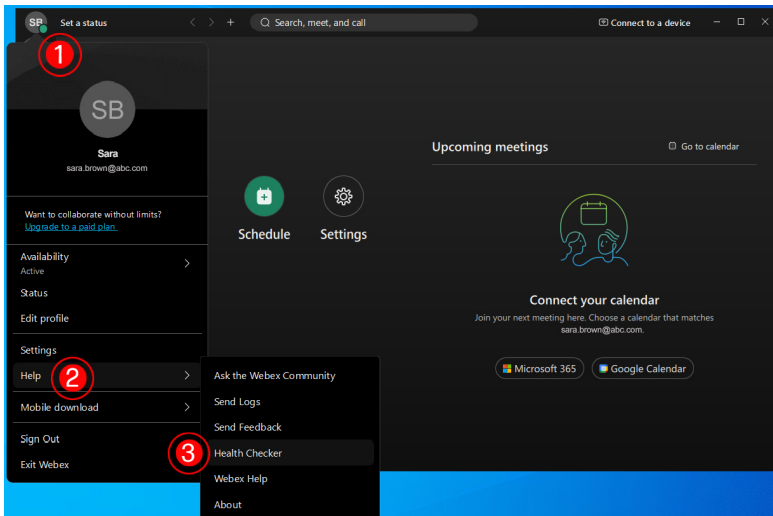 SB Set a status
Search, meet, and call
Connect to a device
1
SB
Sara
sara.brown@abc.com
Want to collaborate without limits?
Upgrade to a paid plan
Availability
Active
Status
Edit profile
Settings
Help
2
Mobile download
Sign Out
Exit Webex
Ask the Webex Community
Send Logs
Send Feedback
3
Health Checker
Webex Help
About
Schedule
Settings
Upcoming meetings
Go to calendar
Connect your calendar
Join your next meeting here. Choose a calendar that matches
sara.brown@abc.com.
Microsoft 365
Google Calendar